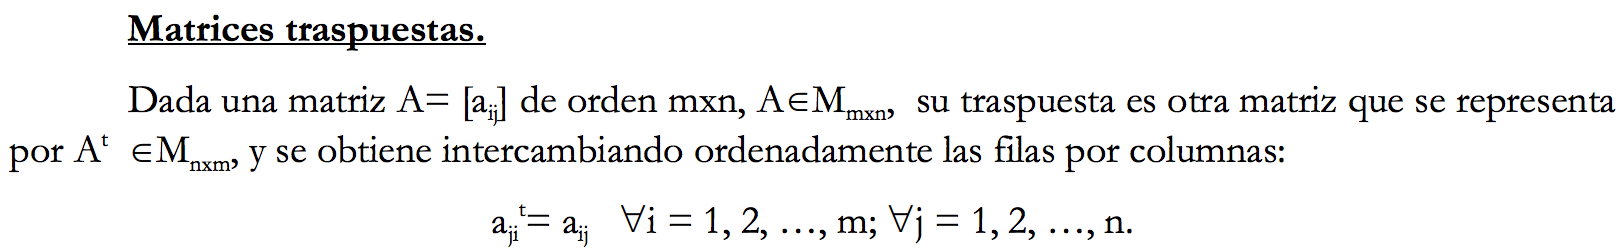 Matrices traspuestas.
Dada una matriz A= [aᵢⱼ] de orden mxn, A∈Mₘₓₙ, su traspuesta es otra matriz que se representa
por Aᵗ ∈Mₙₓₘ, y se obtiene intercambiando ordenadamente las filas por columnas:
aⱼᵢᵗ= aᵢⱼ ∀i = 1, 2, …, m; ∀j = 1, 2, …, n.